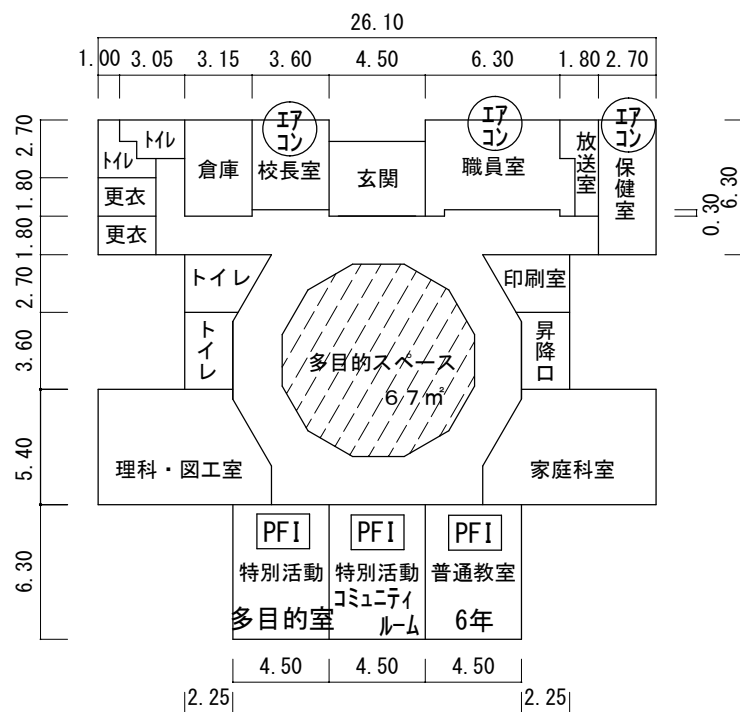 26.10
1.00 3.05 3.15 3.60 4.50 6.30 1.80 2.70
2.70
1.80
1.80
2.70
3.60
5.40
6.30
エア
コン
エア
コン
エア
コン
トイレ
トイレ
更衣
更衣
倉庫
校長室
玄関
職員室
放送室
保健室
0.30
6.30
トイレ
印刷室
トイレ
昇降口
多目的スペース
67㎡
理科・図工室
家庭科室
PFI
PFI
PFI
特別活動
多目的室
特別活動
コミュニティ
ルーム
普通教室
6年
4.50 4.50 4.50
2.25
2.25